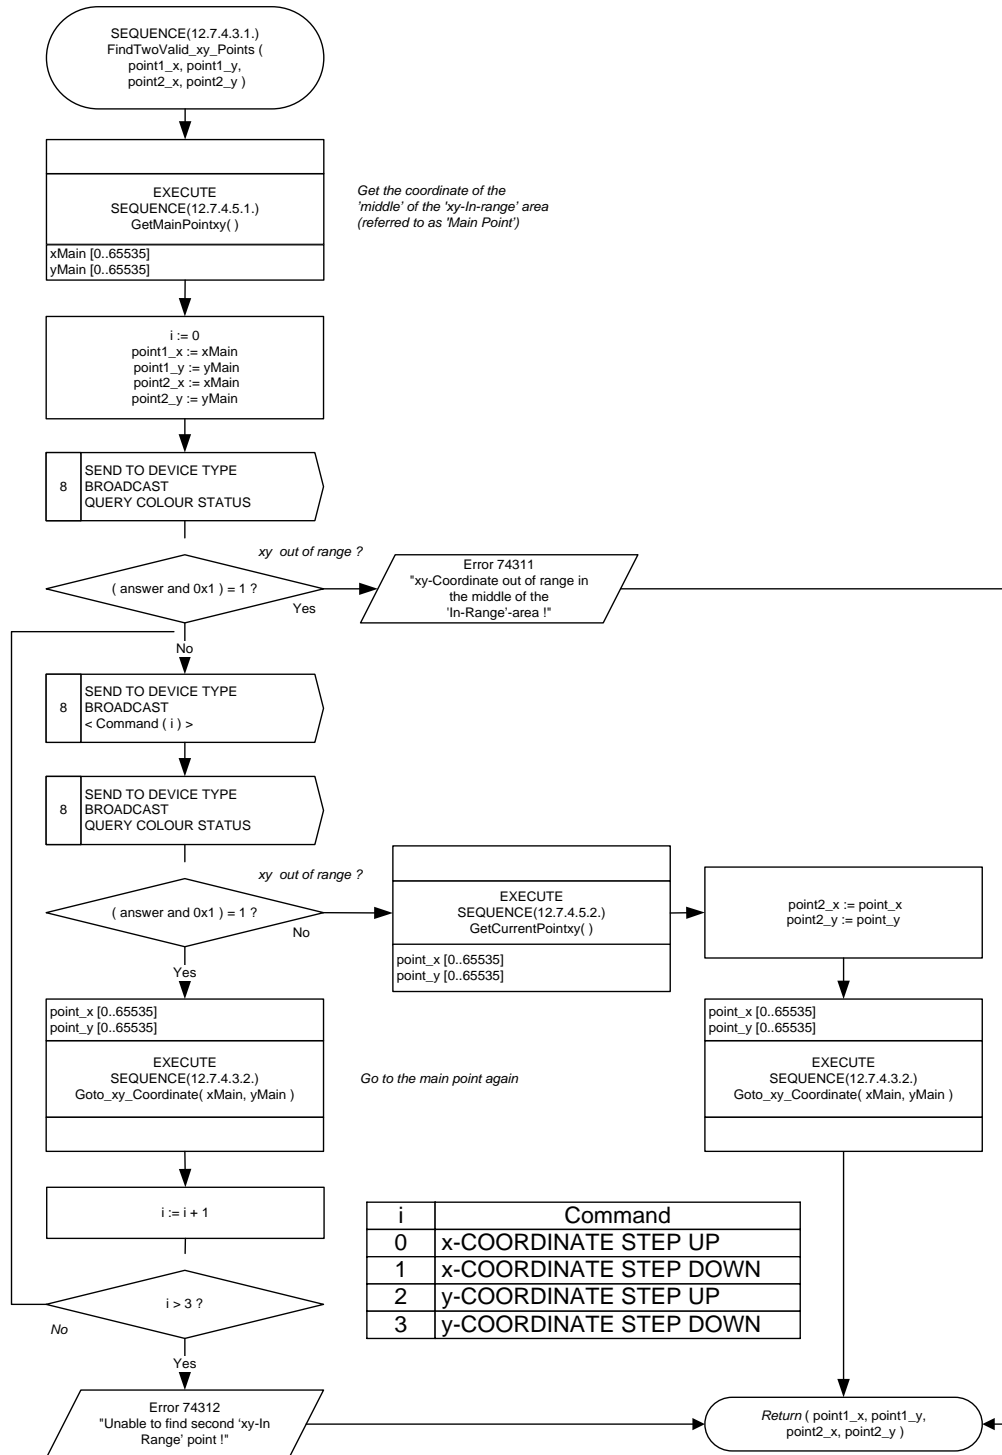 SEQUENCE(12.7.4.3.1.)
FindTwoValid_xy_Points (
point1_x, point1_y,
point2_x, point2_y )
EXECUTE
SEQUENCE(12.7.4.5.1.)
GetMainPointxy( )
xMain [0..65535]
yMain [0..65535]
Get the coordinate of the
'middle' of the 'xy-In-range' area
(referred to as 'Main Point')
i := 0
point1_x := xMain
point1_y := yMain
point2_x := xMain
point2_y := yMain
8
SEND TO DEVICE TYPE
BROADCAST
QUERY COLOUR STATUS
xy out of range ?
( answer and 0x1 ) = 1 ?
Yes
Error 74311
"xy-Coordinate out of range in
the middle of the
'In-Range'-area !"
No
8
SEND TO DEVICE TYPE
BROADCAST
< Command ( i ) >
8
SEND TO DEVICE TYPE
BROADCAST
QUERY COLOUR STATUS
xy out of range ?
( answer and 0x1 ) = 1 ?
No
EXECUTE
SEQUENCE(12.7.4.5.2.)
GetCurrentPointxy( )
point_x [0..65535]
point_y [0..65535]
point2_x := point_x
point2_y := point_y
Yes
point_x [0..65535]
point_y [0..65535]
EXECUTE
SEQUENCE(12.7.4.3.2.)
Goto_xy_Coordinate( xMain, yMain )
Go to the main point again
point_x [0..65535]
point_y [0..65535]
EXECUTE
SEQUENCE(12.7.4.3.2.)
Goto_xy_Coordinate( xMain, yMain )
i := i + 1
i Command
0 x-COORDINATE STEP UP
1 x-COORDINATE STEP DOWN
2 y-COORDINATE STEP UP
3 y-COORDINATE STEP DOWN
i > 3 ?
No
Yes
Error 74312
"Unable to find second 'xy-In
Range' point !"
Return ( point1_x, point1_y,
point2_x, point2_y )